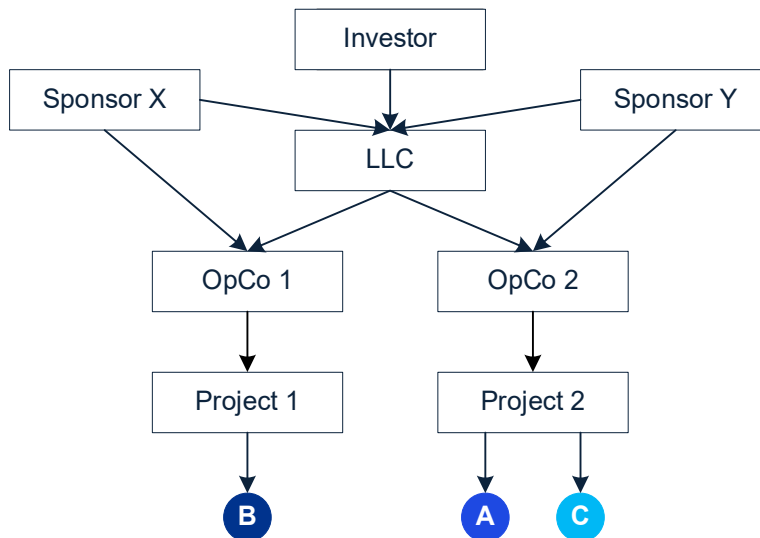 Investor
Sponsor X
Sponsor Y
LLC
OpCo 1
OpCo 2
Project 1
Project 2
B
A
C